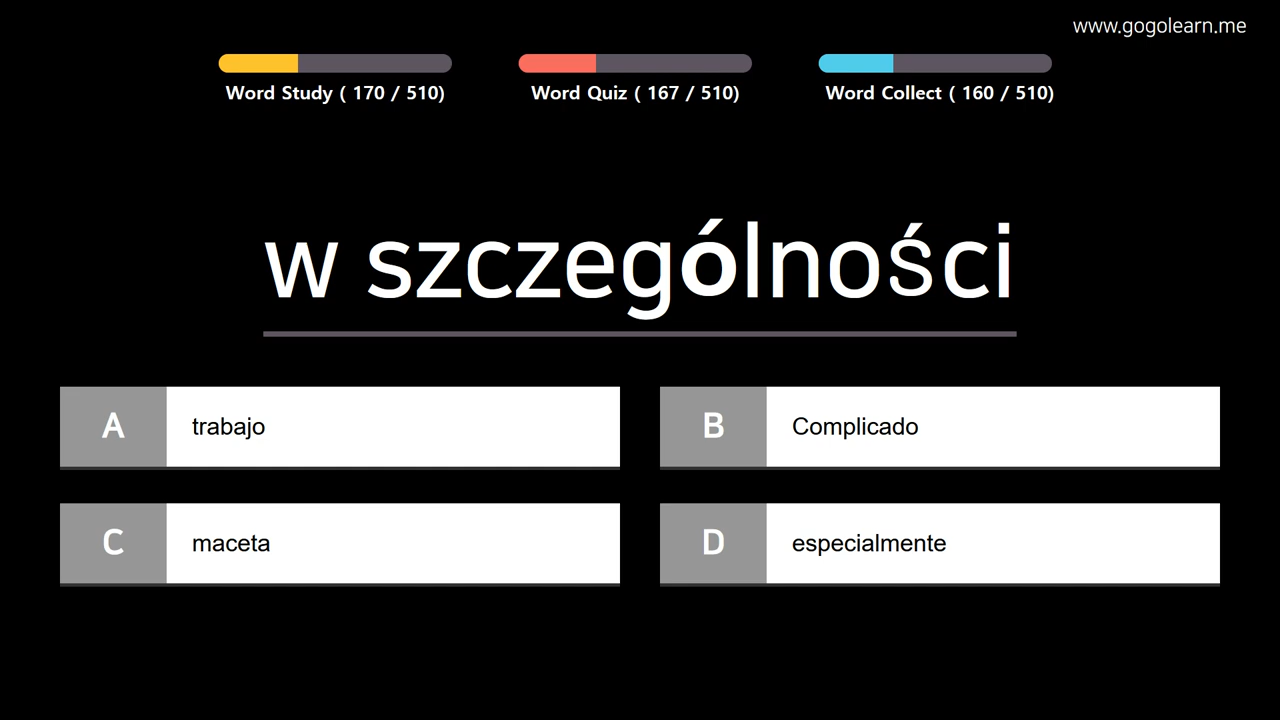 www.gogolearn.me
Word Study ( 170 / 510)
Word Quiz ( 167 / 510)
Word Collect ( 160 / 510)
w szczególności
A trabajo
B Complicado
C maceta
D especialmente